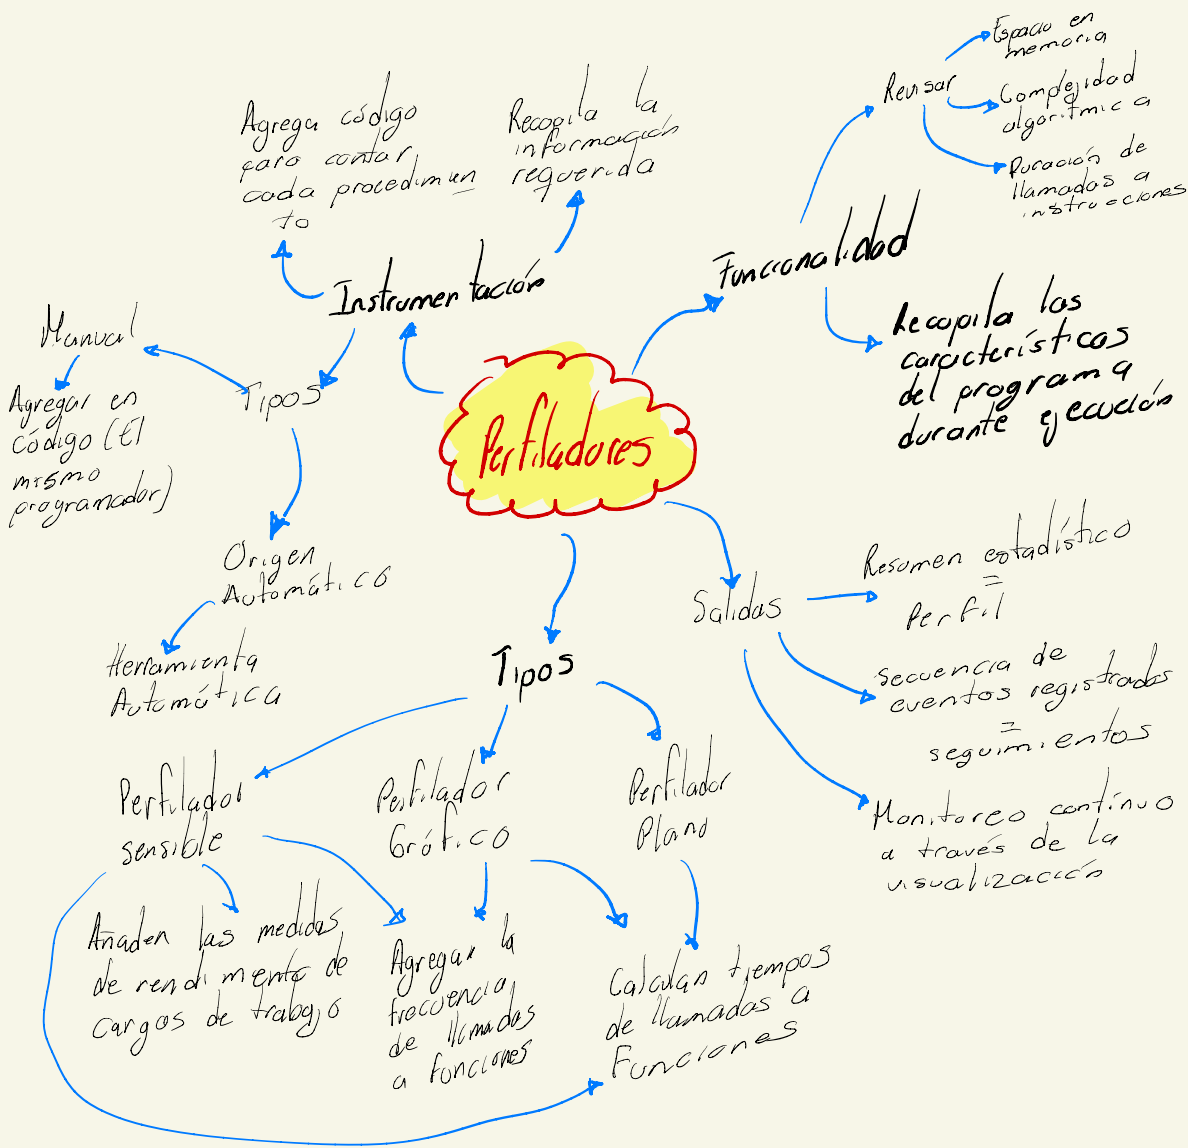 Espacio en
memoria
Revisar
Complejidad
algorítmica
Duración de
llamadas a
instrucciones
Agrega código
para contar
cada procedimien
to
Recopila la
información
requerida
Funcionalidad
Instrumentación
Recopila las
características
del programa
durante ejecución
Manual
Tipos
Agregar en
código (El
mismo
programador)
Perfiladores
Origen
Automático
Herramienta
Automática
Salidas
Resumen estadístico
=
Perfil
Secuencia de
eventos registrados
=
seguimientos
Monitoreo contínuo
a través de la
visualización
Tipos
Perfilador
sensible
Perfilador
Gráfico
Perfilador
Plano
Añaden las medidas
de rendimiento de
cargos de trabajo
Agregar la
frecuencia
de llamadas
a funciones
Calculan tiempos
de llamadas a
Funciones